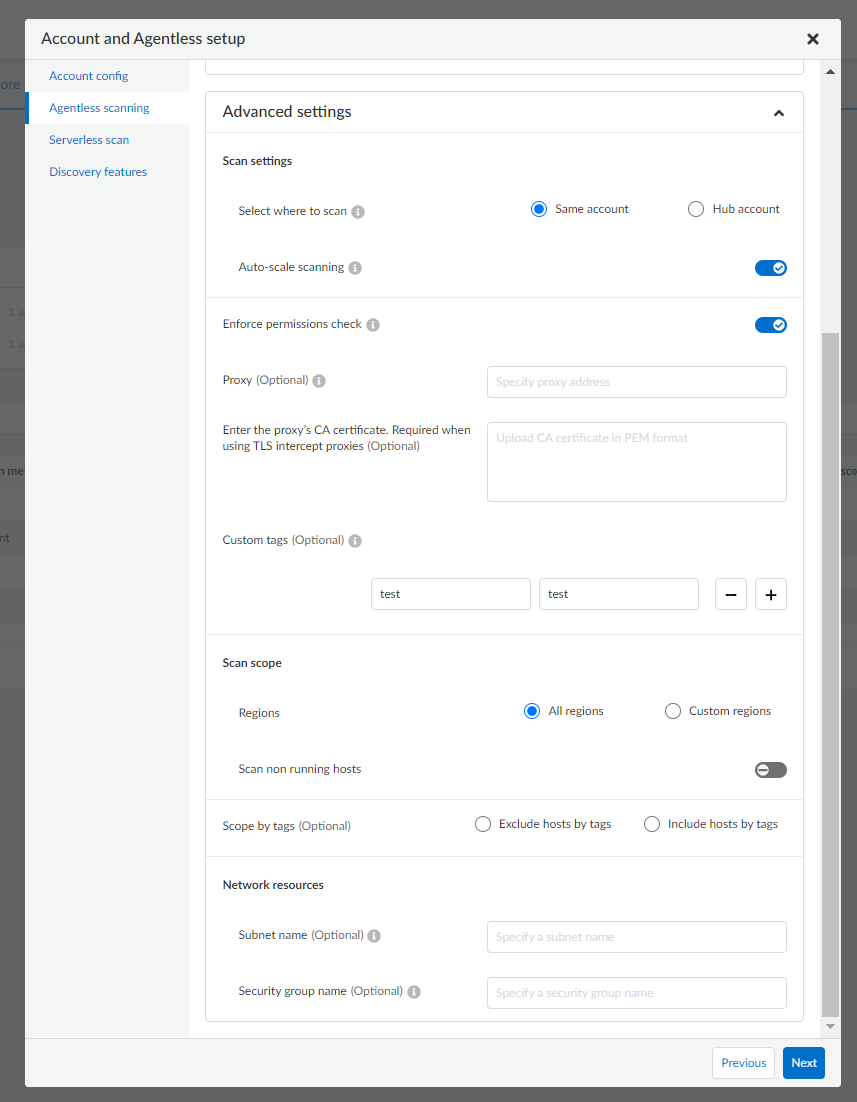 Account and Agentless setup
ore
Account config
Agentless scanning
Serverless scan
Discovery features
Advanced settings
Scan settings
Select where to scan
Same account
Hub account
Auto-scale scanning
Enforce permissions check
Proxy (Optional)
Specify proxy address
Enter the proxy's CA certificate. Required when
using TLS intercept proxies (Optional)
Upload CA certificate in PEM format
Custom tags (Optional)
test
test
Scan scope
Regions
All regions
Custom regions
Scan non running hosts
Scope by tags (Optional)
Exclude hosts by tags
Include hosts by tags
Network resources
Subnet name (Optional)
Specify a subnet name
Security group name (Optional)
Specify a security group name
Previous
Next